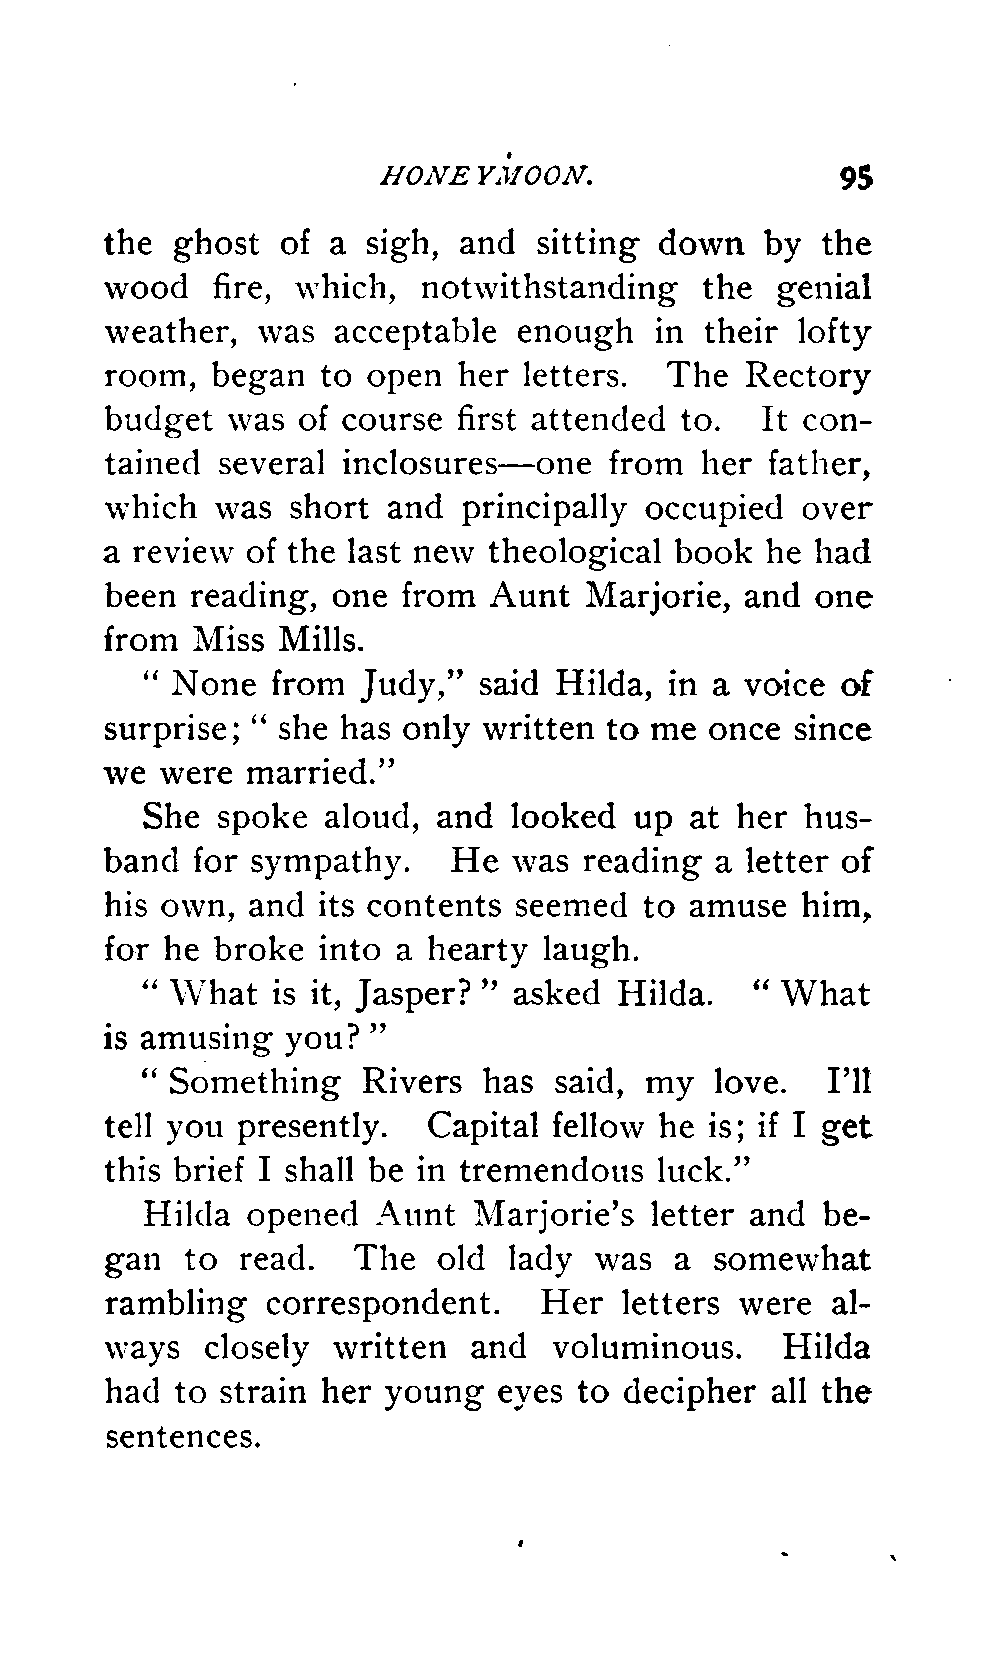 HONEYMOON. 95
the ghost of a sigh, and sitting down by the
wood fire, which, notwithstanding the genial
weather, was acceptable enough in their lofty
room, began to open her letters. The Rectory
budget was of course first attended to. It con-
tained several inclosures—one from her father,
which was short and principally occupied over
a review of the last new theological book he had
been reading, one from Aunt Marjorie, and one
from Miss Mills.
“ None from Judy,” said Hilda, in a voice of
surprise; “ she has only written to me once since
we were married.”
She spoke aloud, and looked up at her hus-
band for sympathy. He was reading a letter of
his own, and its contents seemed to amuse him,
for he broke into a hearty laugh.
“ What is it, Jasper? ” asked Hilda. “ What
is amusing you? ”
“ Something Rivers has said, my love. I’ll
tell you presently. Capital fellow he is; if I get
this brief I shall be in tremendous luck.”
Hilda opened Aunt Marjorie’s letter and be-
gan to read. The old lady was a somewhat
rambling correspondent. Her letters were al-
ways closely written and voluminous. Hilda
had to strain her young eyes to decipher all the
sentences.